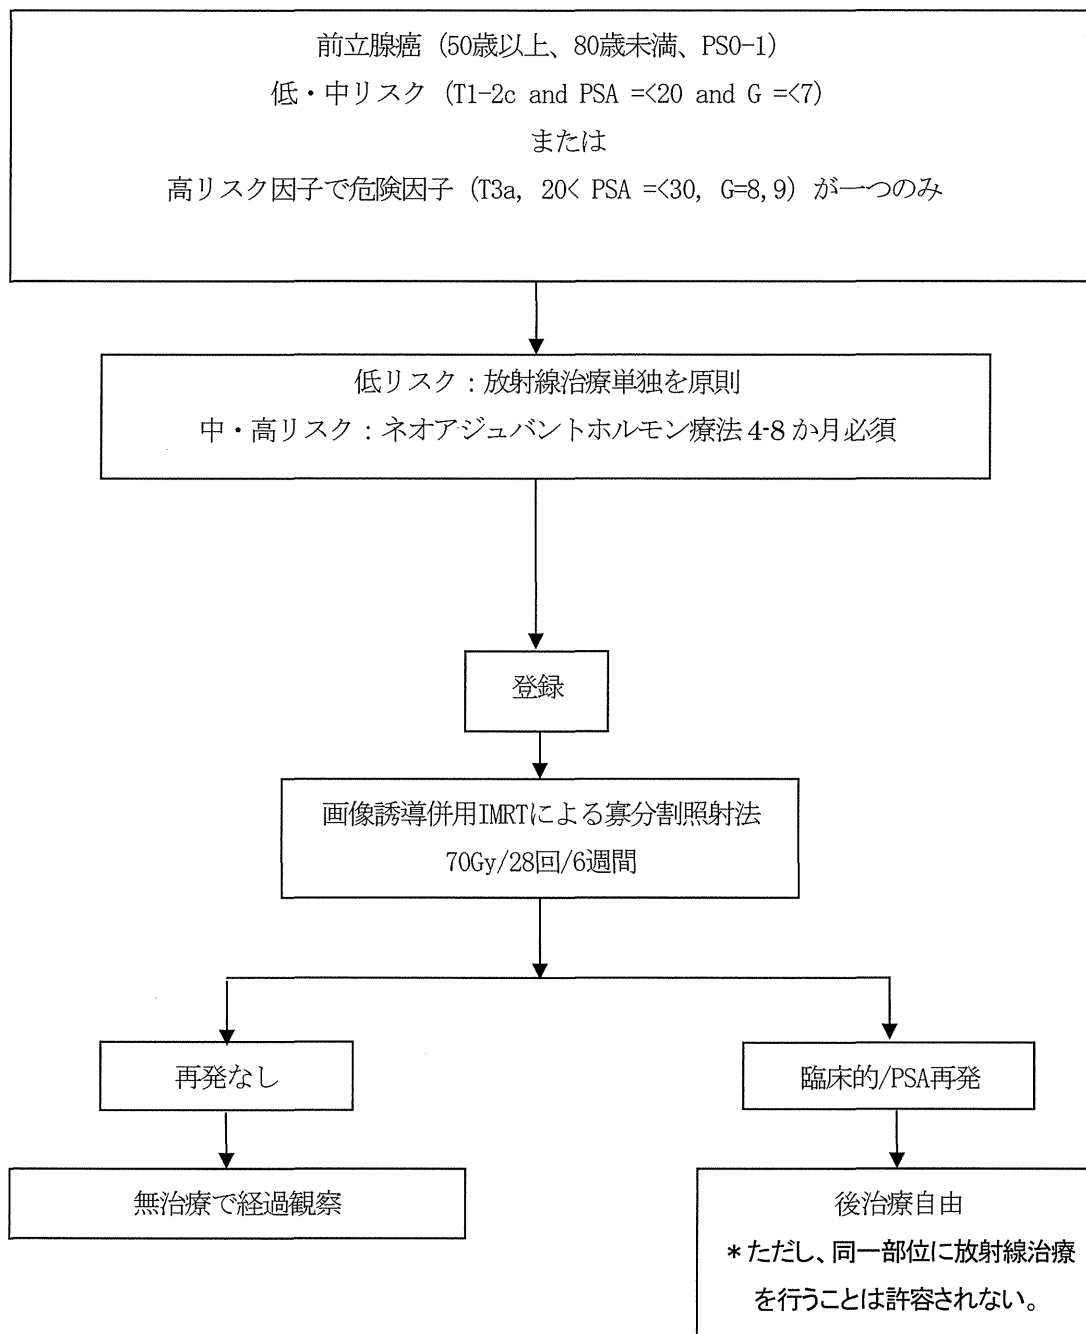 前立腺癌（50歳以上、80歳未満、PS0-1）
低・中リスク（T1-2c and PSA =<20 and G =<7）
または
高リスク因子で危険因子（T3a, 20< PSA =<30, G=8,9）が一つのみ
低リスク：放射線治療単独を原則
中・高リスク：ネオアジュバントホルモン療法 4-8 か月必須
登録
画像誘導併用IMRTによる寡分割照射法
70Gy/28回/6週間
再発なし
臨床的/PSA再発
無治療で経過観察
後治療自由
＊ただし、同一部位に放射線治療
を行うことは許容されない。